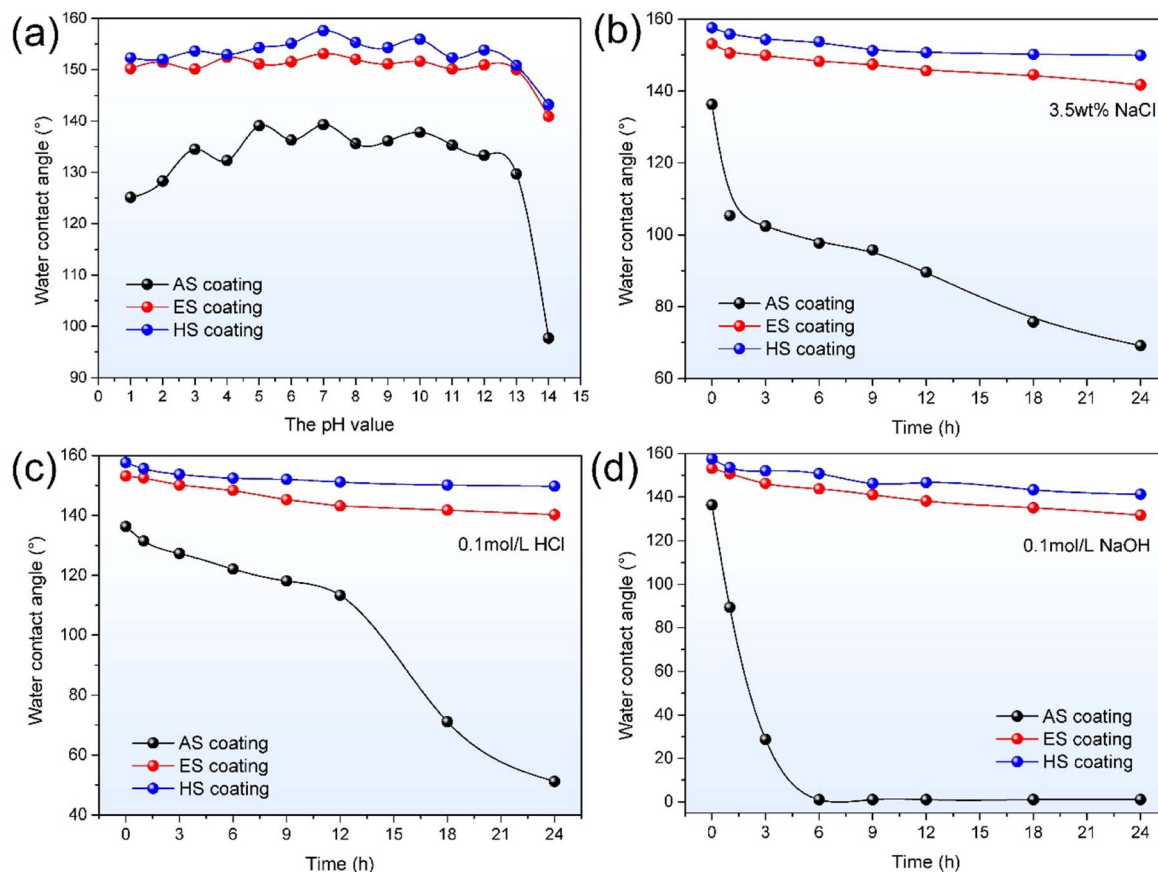 (a)
160
150
140
130
120
110
100
90
Water contact angle (°)
AS coating
ES coating
HS coating
0 1 2 3 4 5 6 7 8 9 10 11 12 13 14 15
The pH value
(b)
160
140
120
100
80
60
Water contact angle (°)
3.5wt% NaCl
AS coating
ES coating
HS coating
0 3 6 9 12 15 18 21 24
Time (h)
(c)
160
140
120
100
80
60
40
Water contact angle (°)
0.1mol/L HCl
AS coating
ES coating
HS coating
0 3 6 9 12 15 18 21 24
Time (h)
(d)
160
140
120
100
80
60
40
20
0
Water contact angle (°)
0.1mol/L NaOH
AS coating
ES coating
HS coating
0 3 6 9 12 15 18 21 24
Time (h)